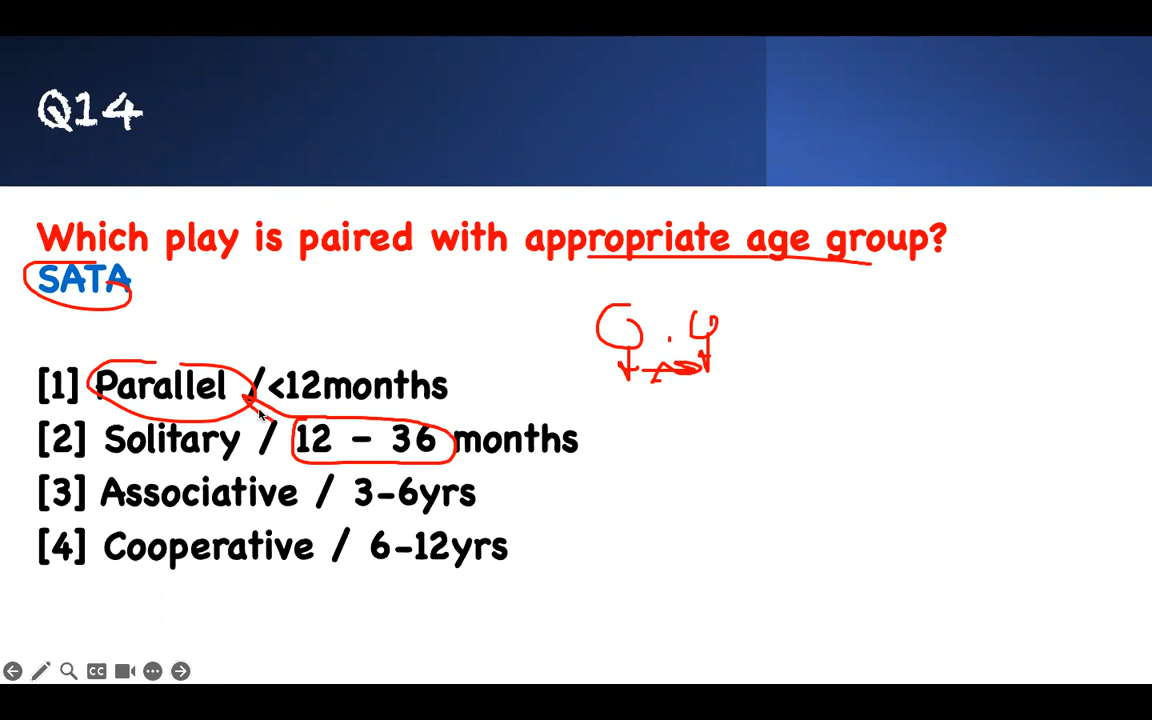 Q14
Which play is paired with appropriate age group?
SATA
[1] Parallel /<12months
[2] Solitary / 12 - 36 months
[3] Associative / 3-6yrs
[4] Cooperative / 6-12yrs
CC